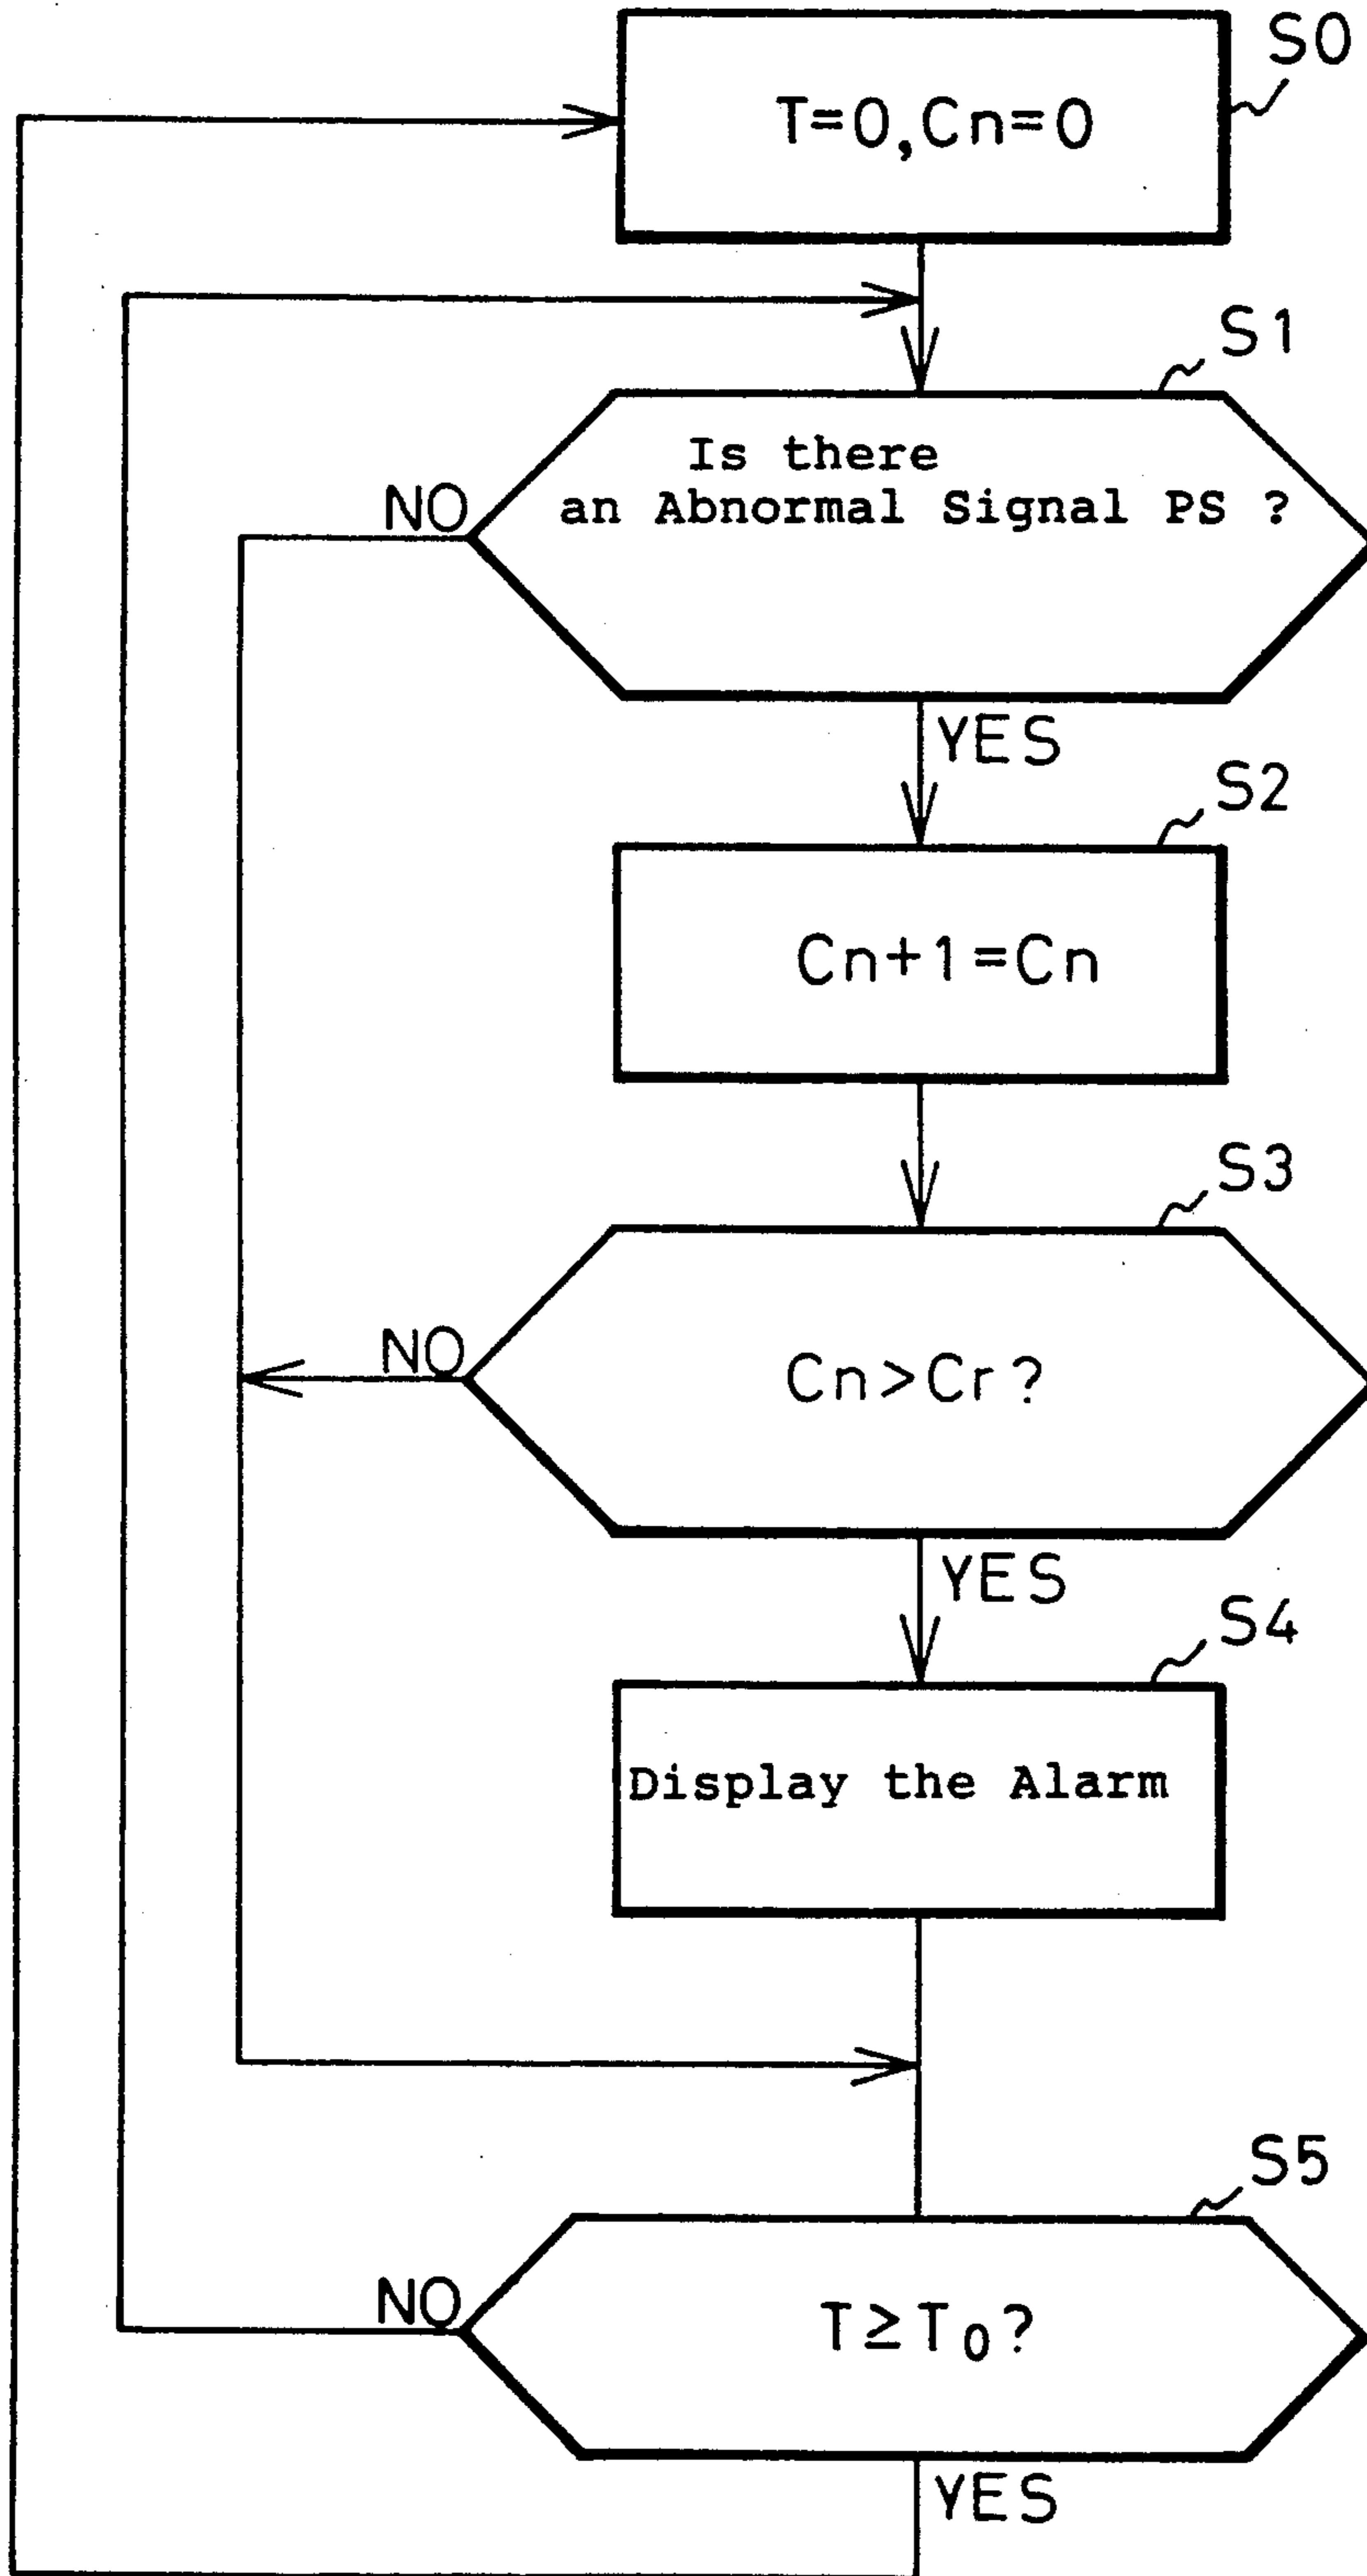 S0
T=0,Cn=0
S1
Is there
an Abnormal Signal PS ?
NO
YES
S2
Cn+1=Cn
S3
NO
Cn>Cr?
YES
S4
Display the Alarm
S5
NO
T≥T₀?
YES